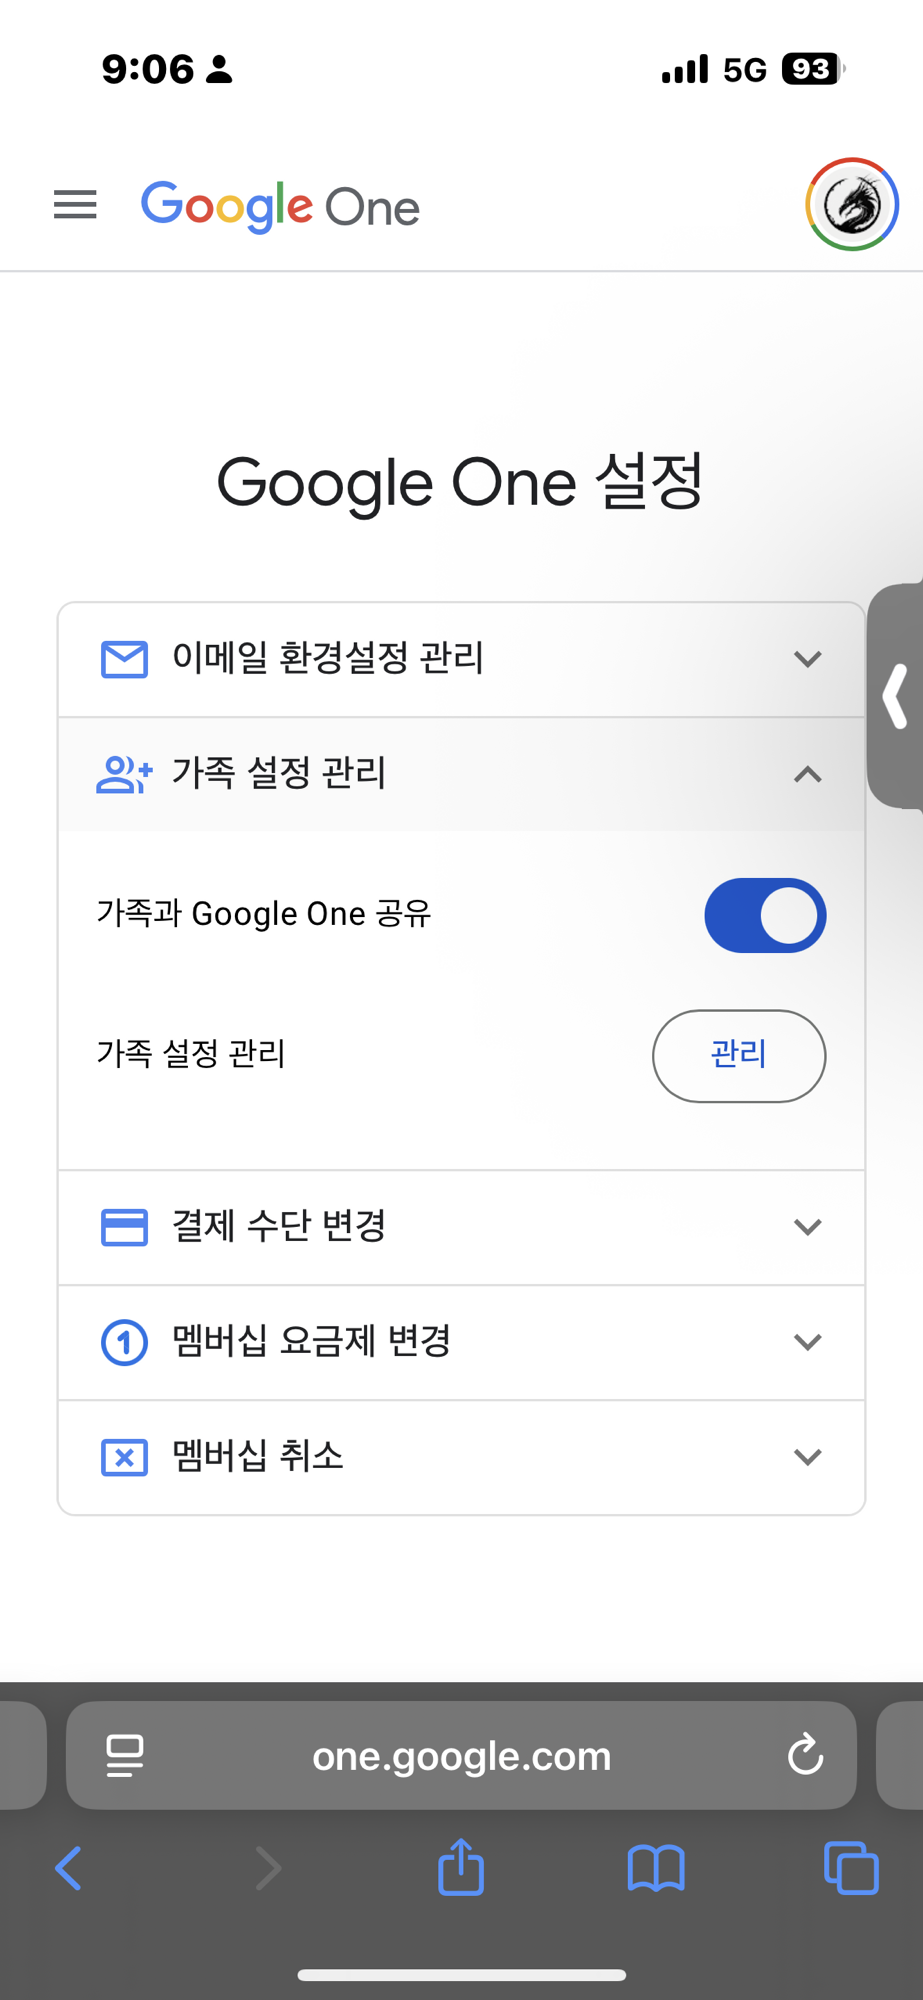 9:06
5G 93
Google One
Google One 설정
이메일 환경설정 관리
가족 설정 관리
가족과 Google One 공유
가족 설정 관리
관리
결제 수단 변경
1 멤버십 요금제 변경
멤버십 취소
one.google.com